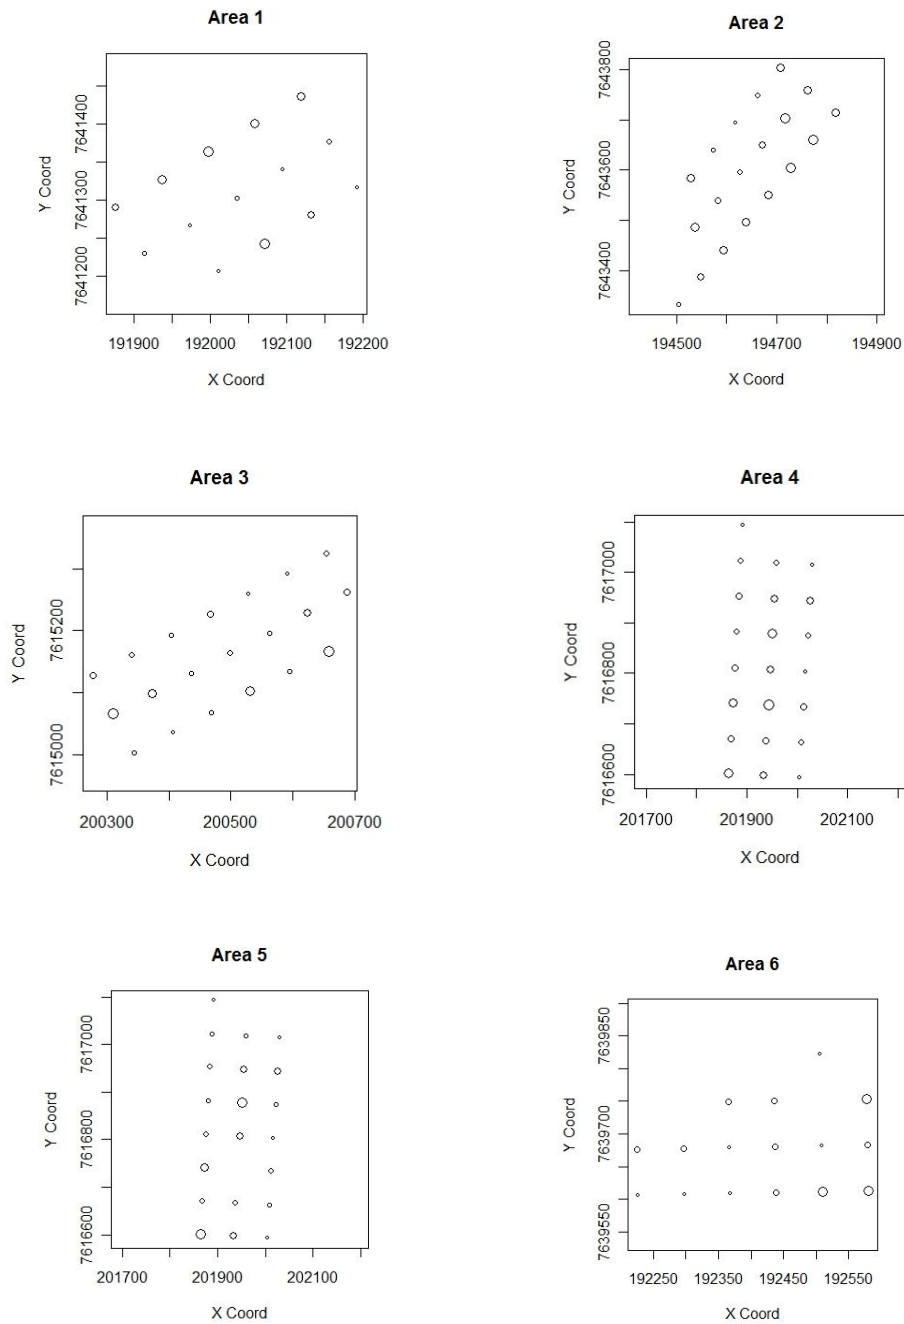 Area 1
Y Coord
7641400
7641300
7641200
191900 192000 192100 192200
X Coord
Area 2
Y Coord
7643800
7643600
7643400
194500 194700 194900
X Coord
Area 3
Y Coord
7615200
7615000
200300 200500 200700
X Coord
Area 4
Y Coord
7617000
7616800
7616600
201700 201900 202100
X Coord
Area 5
Y Coord
7617000
7616800
7616600
201700 201900 202100
X Coord
Area 6
Y Coord
7639850
7639700
7639550
192250 192350 192450 192550
X Coord